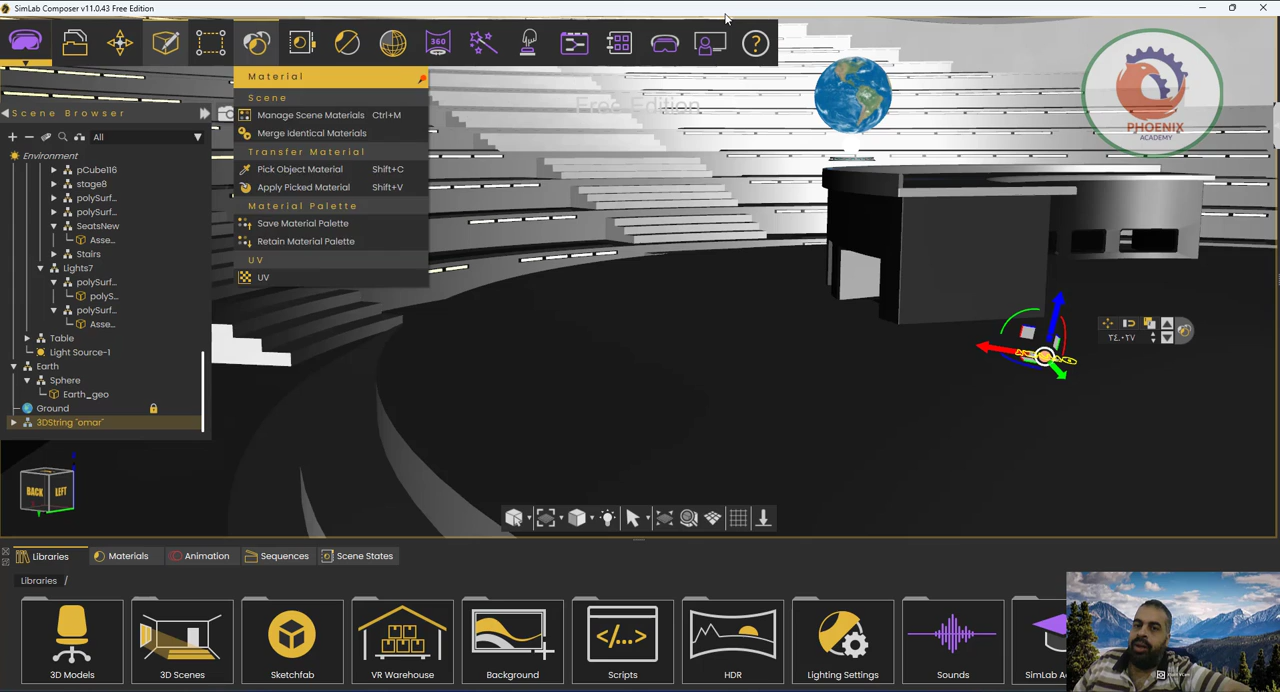 SimLab Composer v11.0.43 Free Edition
360
Material
Scene
Manage Scene Materials Ctrl+M
Merge Identical Materials
Transfer Material
Pick Object Material Shift+C
Apply Picked Material Shift+V
Material Palette
Save Material Palette
Retain Material Palette
UV
UV
Free Edition
PHOENIX
ACADEMY
Scene Browser
All
Environment
pCube116
stage8
polySurf...
polySurf...
SeatsNew
Asse...
Stairs
Lights7
polySurf...
polyS...
polySurf...
Asse...
Table
Light Source-1
Earth
Sphere
Earth_geo
Ground
3DString "omar"
٣٤.٠٢٧
BACK
LEFT
Libraries
Materials
Animation
Sequences
Scene States
Libraries /
3D Models
3D Scenes
Sketchfab
VR Warehouse
Background
</...>
Scripts
HDR
Lighting Settings
Sounds